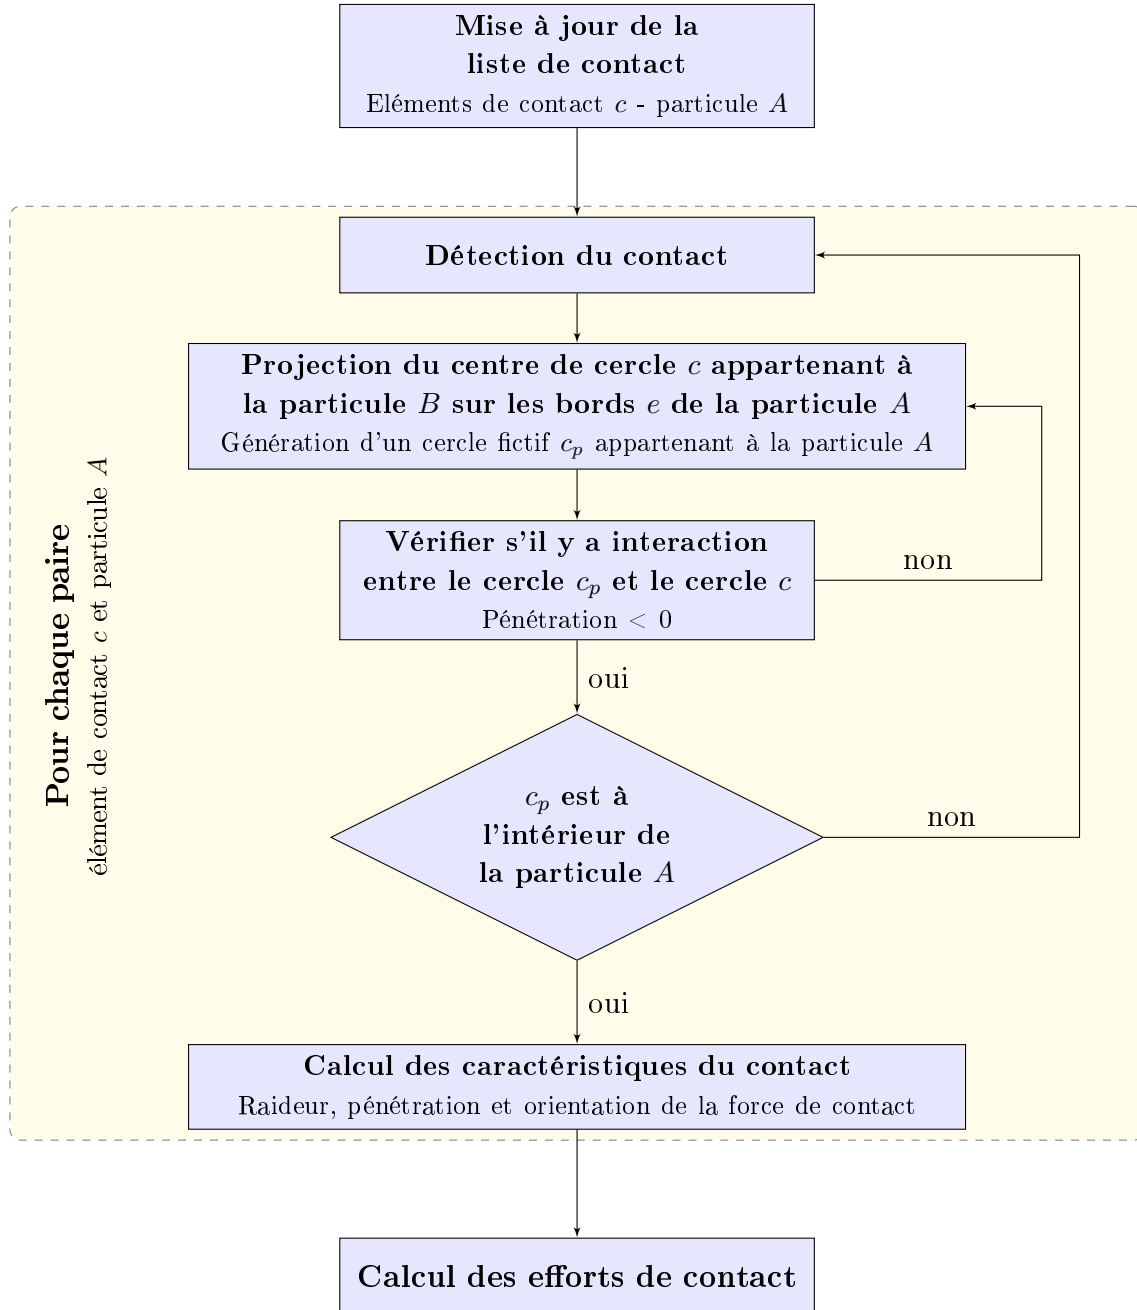 Mise à jour de la
liste de contact
Eléments de contact c - particule A
Détection du contact
Projection du centre de cercle c appartenant à
la particule B sur les bords e de la particule A
Génération d'un cercle fictif c_p appartenant à la particule A
Vérifier s'il y a interaction
entre le cercle c_p et le cercle c
Pénétration < 0
non
oui
Pour chaque paire
élément de contact c et particule A
c_p est à
l'intérieur de
la particule A
non
oui
Calcul des caractéristiques du contact
Raideur, pénétration et orientation de la force de contact
Calcul des efforts de contact